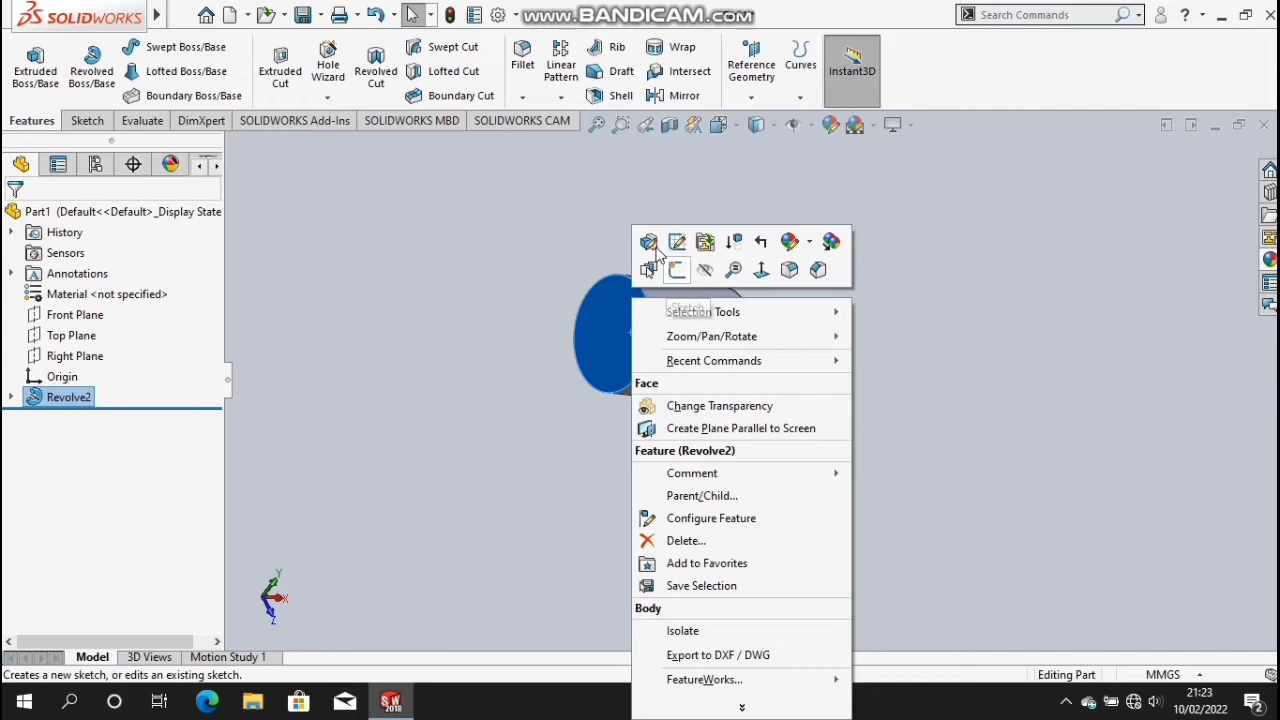 SOLIDWORKS
WWW.BANDICAM.COM
Search Commands
Extruded Boss/Base
Revolved Boss/Base
Swept Boss/Base
Lofted Boss/Base
Boundary Boss/Base
Extruded Cut
Hole Wizard
Revolved Cut
Swept Cut
Lofted Cut
Boundary Cut
Fillet
Linear Pattern
Rib
Draft
Shell
Wrap
Intersect
Mirror
Reference Geometry
Curves
Instant3D
Features
Sketch
Evaluate
DimXpert
SOLIDWORKS Add-Ins
SOLIDWORKS MBD
SOLIDWORKS CAM
Part1 (Default<<Default>_Display State
History
Sensors
Annotations
Material <not specified>
Front Plane
Top Plane
Right Plane
Origin
Revolve2
Sketch
Selection Tools
Zoom/Pan/Rotate
Recent Commands
Face
Change Transparency
Create Plane Parallel to Screen
Feature (Revolve2)
Comment
Parent/Child...
Configure Feature
Delete...
Add to Favorites
Save Selection
Body
Isolate
Export to DXF / DWG
FeatureWorks...
Y
X
Z
Model
3D Views
Motion Study 1
Creates a new sketch, or edits an existing sketch.
Editing Part
MMGS
SW
2018
21:23
10/02/2022
2